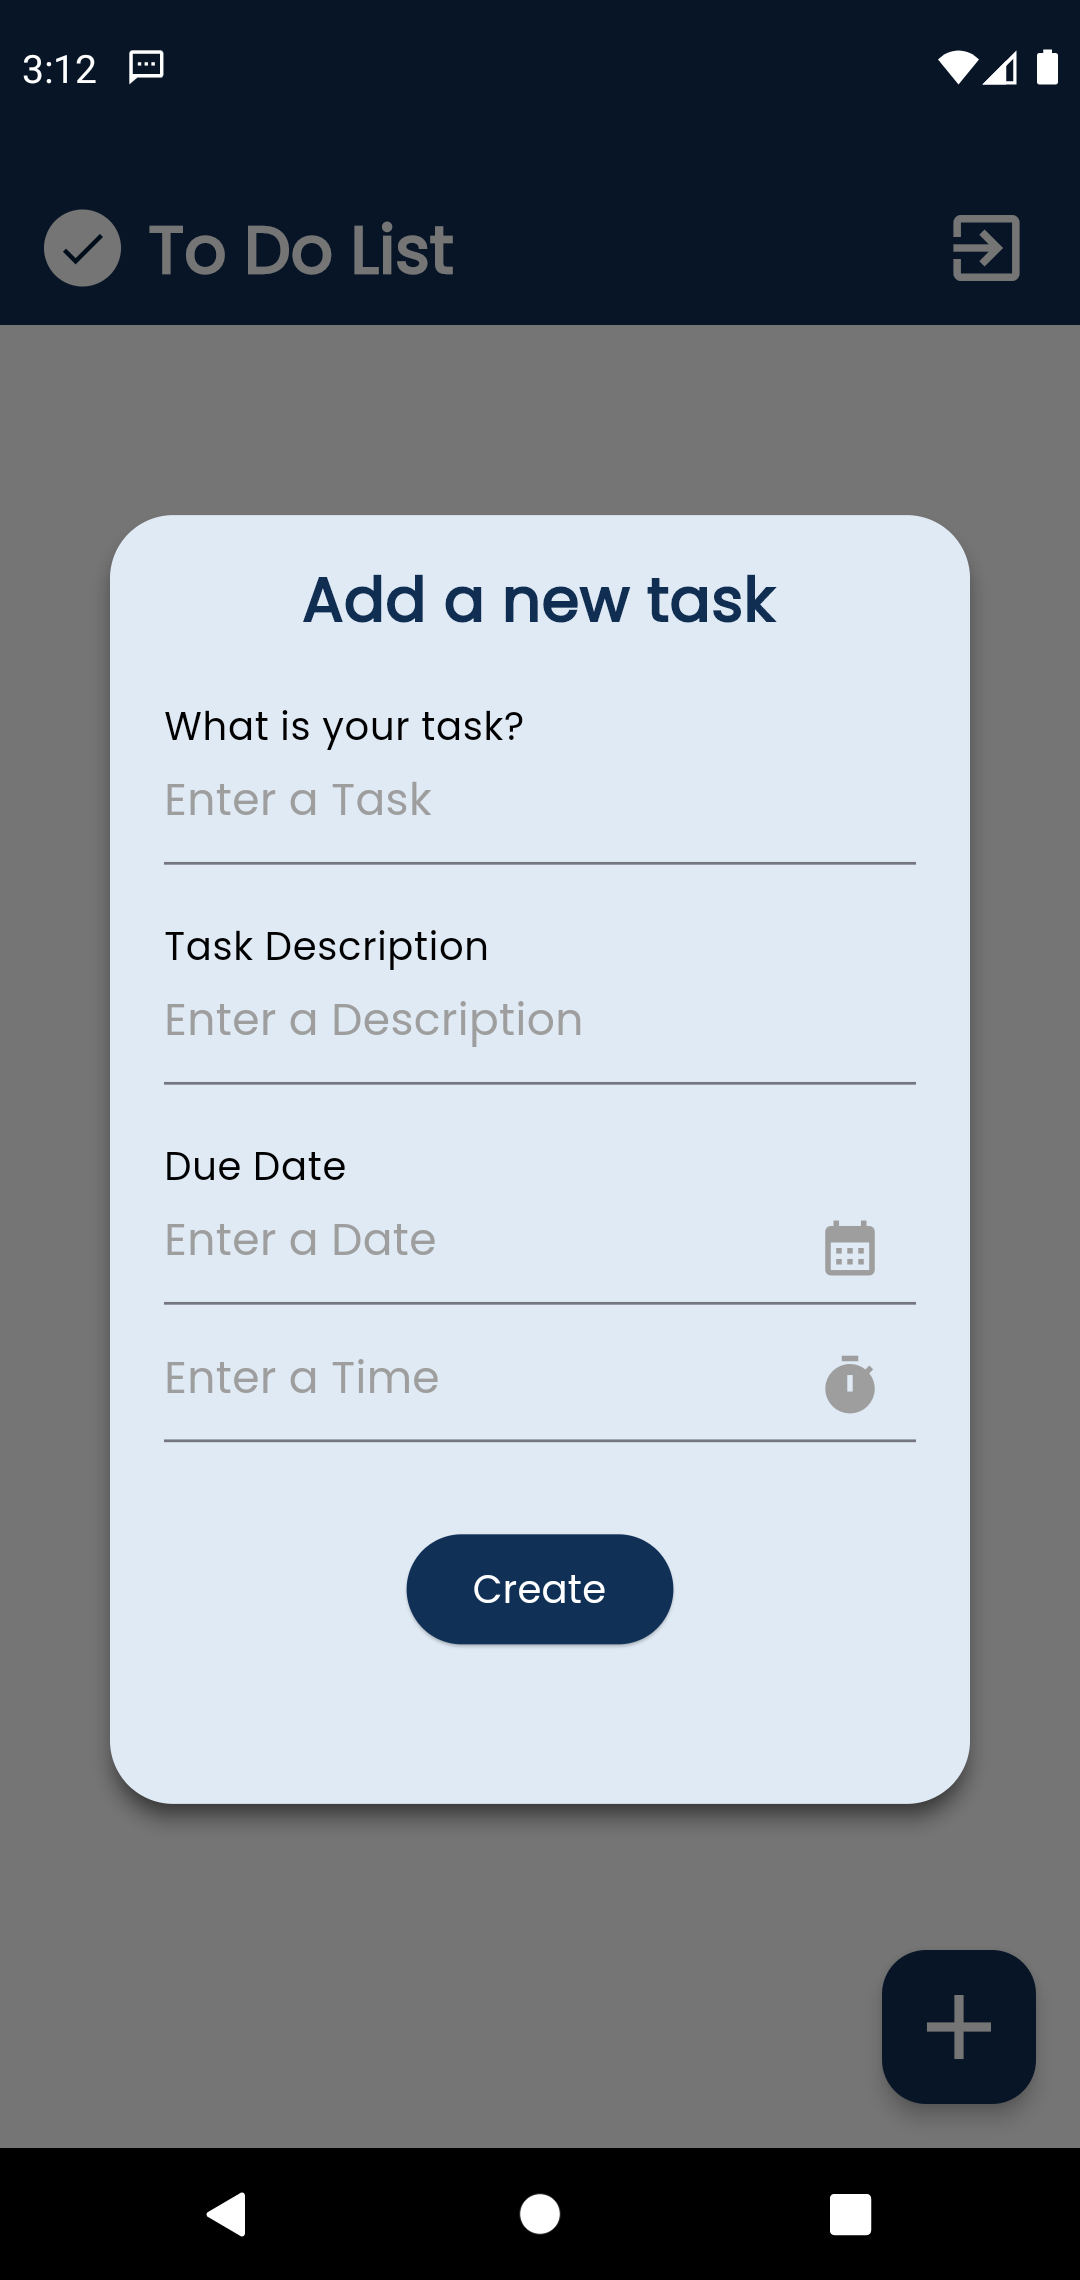 3:12
To Do List
Add a new task
What is your task?
Enter a Task
Task Description
Enter a Description
Due Date
Enter a Date
Enter a Time
Create